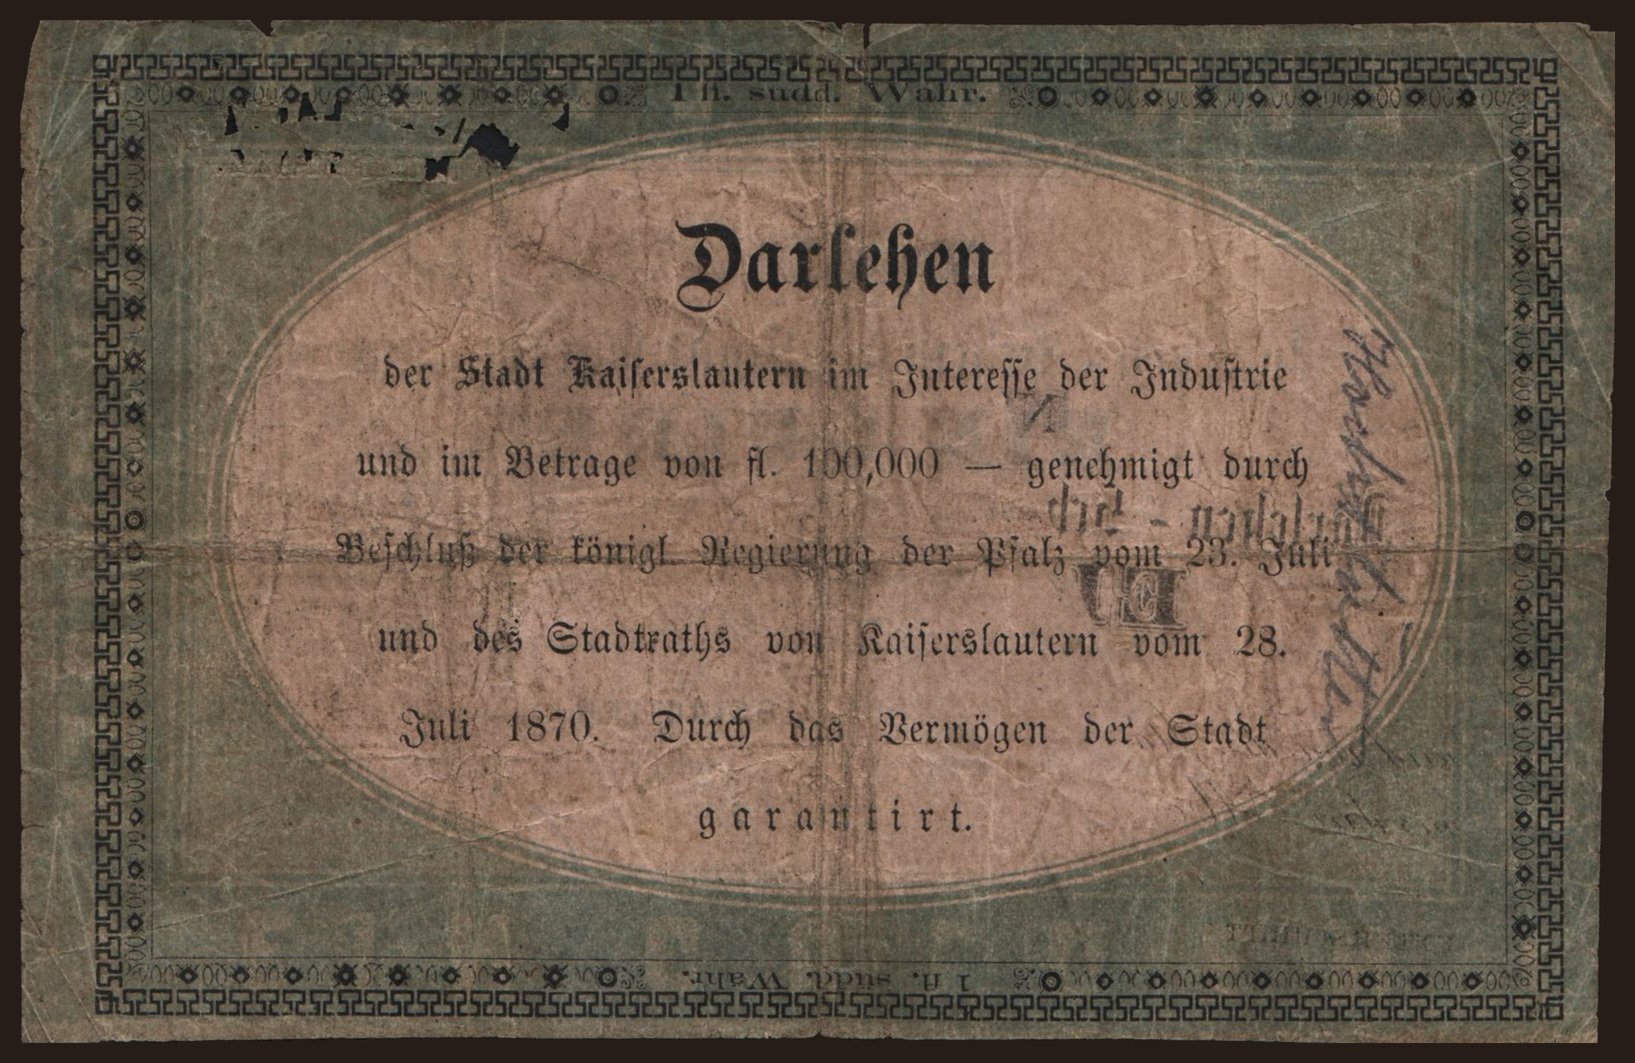 1 fl. südd. Währ.
Darlehen
der Stadt Kaiserslautern im Interesse der Industrie
und im Betrage von fl. 100,000 — genehmigt durch
Beschluß der königl. Regierung der Pfalz vom 23. Juli
und des Stadtraths von Kaiserslautern vom 28.
Juli 1870. Durch das Vermögen der Stadt
garantirt.
1 fl. südd. Währ.